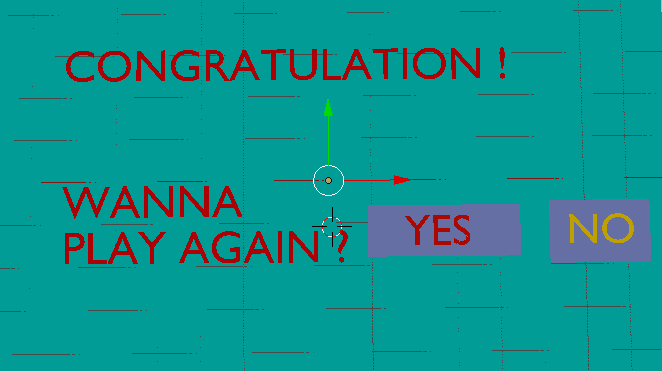 CONGRATULATION !
WANNA
PLAY AGAIN ?
YES
NO